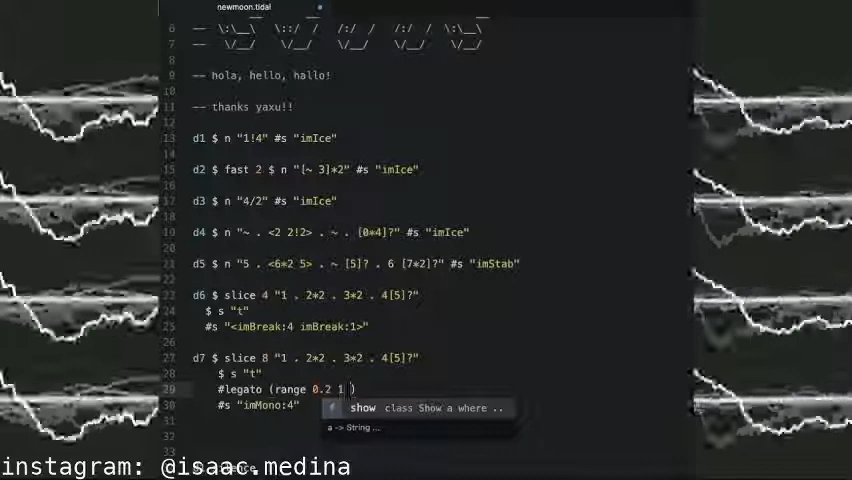 newmoon.tidal
6 -- \:\__\ \::/ / /:/ / /:/ / \:\__\
7 -- \/__/ \/__/ \/__/ \/__/ \/__/
8
9 -- hola, hello, hallo!
10
11 -- thanks yaxu!!
12
13 d1 $ n "1!4" #s "imIce"
14
15 d2 $ fast 2 $ n "[~ 3]*2" #s "imIce"
16
17 d3 $ n "4/2" #s "imIce"
18
19 d4 $ n "~ . <2 2!2> . ~ . [0*4]?" #s "imIce"
20
21 d5 $ n "5 . <6*2 5> . ~ [5]? . 6 [7*2]?" #s "imStab"
22
23 d6 $ slice 4 "1 . 2*2 . 3*2 . 4[5]?"
24 $ s "t"
25 #s "<imBreak:4 imBreak:1>"
26
27 d7 $ slice 8 "1 . 2*2 . 3*2 . 4[5]?"
28 $ s "t"
29 #legato (range 0.2 1 )
30 #s "imMono:4"
f show class Show a where ..
31
a -> String ...
32
33
instagram: @isaac.medina